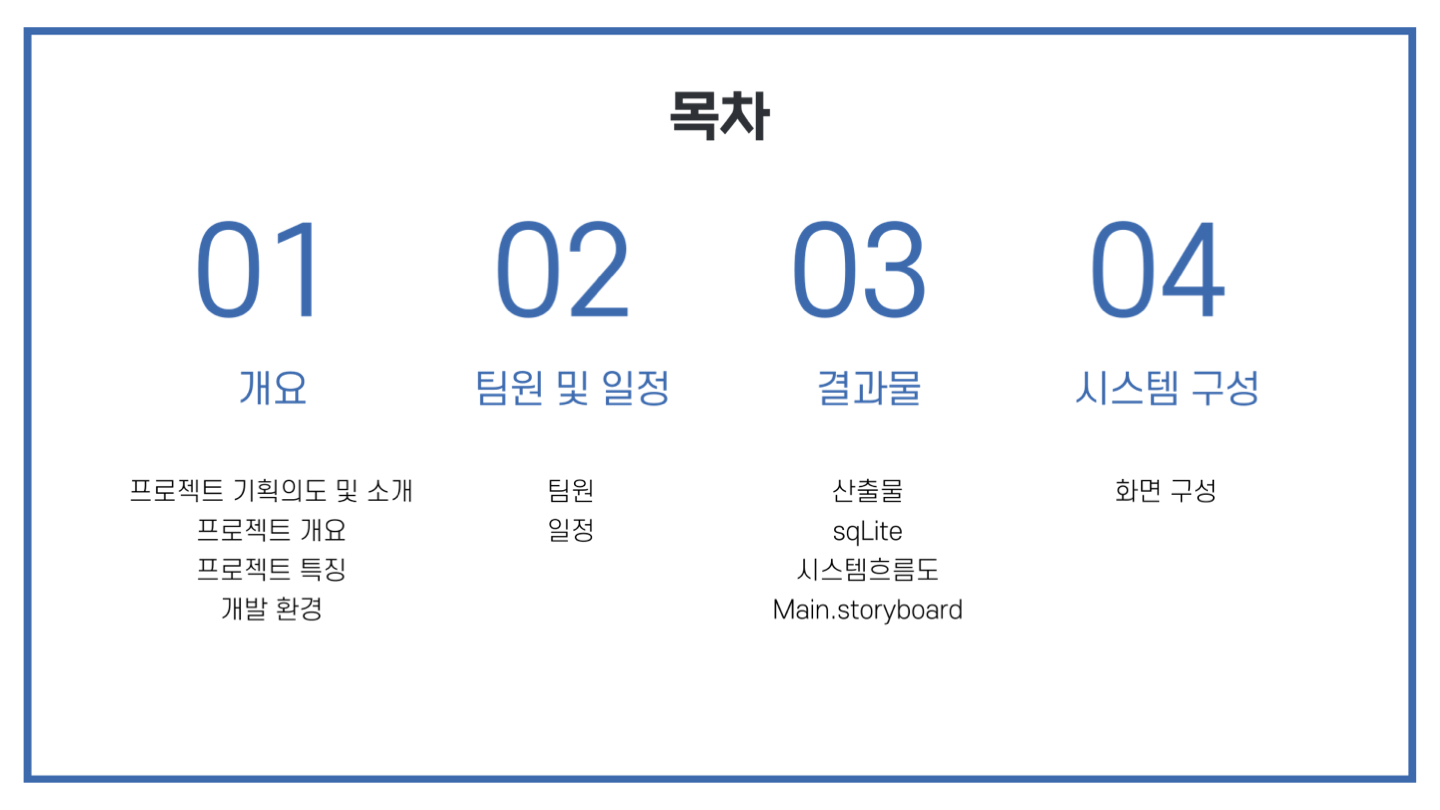 목차
01
개요
프로젝트 기획의도 및 소개
프로젝트 개요
프로젝트 특징
개발 환경
02
팀원 및 일정
팀원
일정
03
결과물
산출물
sqLite
시스템흐름도
Main.storyboard
04
시스템 구성
화면 구성